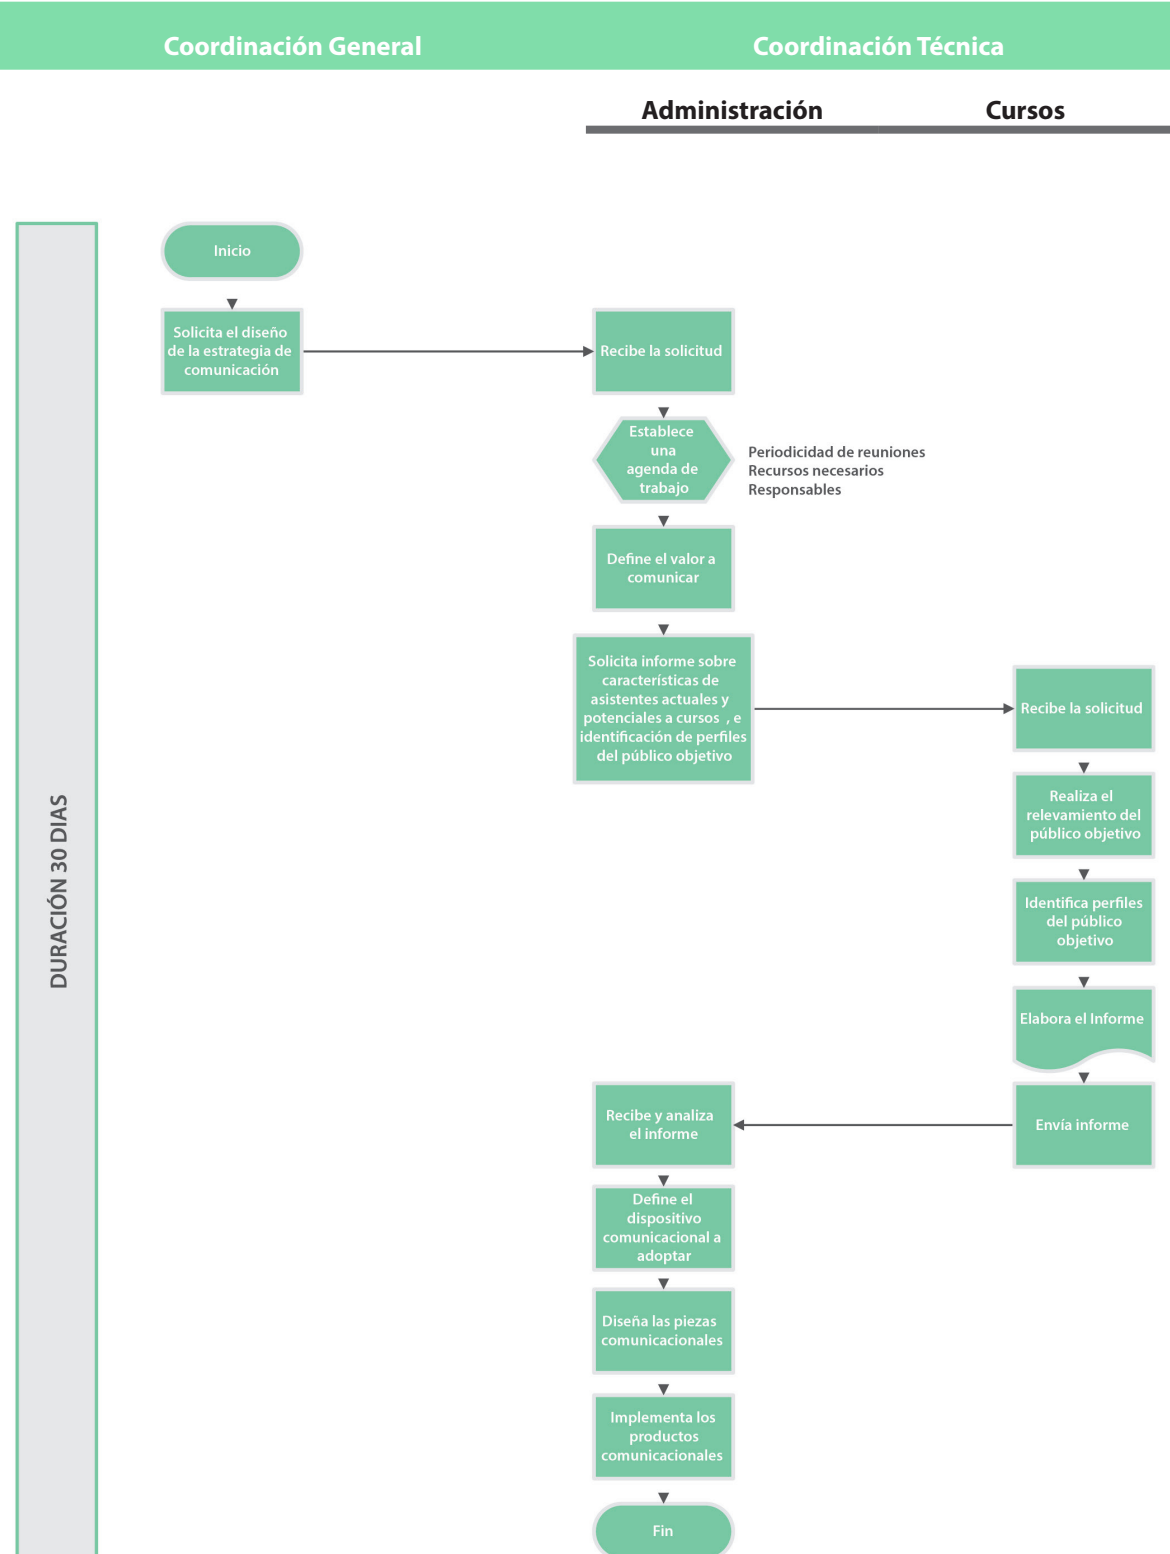 Coordinación General
Coordinación Técnica
Administración
Cursos
Inicio
Solicita el diseño
de la estrategia de
comunicación
Recibe la solicitud
Establece
una
agenda de
trabajo
Periodicidad de reuniones
Recursos necesarios
Responsables
Define el valor a
comunicar
Solicita informe sobre
características de
asistentes actuales y
potenciales a cursos , e
identificación de perfiles
del público objetivo
Recibe la solicitud
Realiza el
relevamiento del
público objetivo
Identifica perfiles
del público
objetivo
Elabora el Informe
Envía informe
Recibe y analiza
el informe
Define el
dispositivo
comunicacional a
adoptar
Diseña las piezas
comunicacionales
Implementa los
productos
comunicacionales
Fin
DURACIÓN 30 DIAS